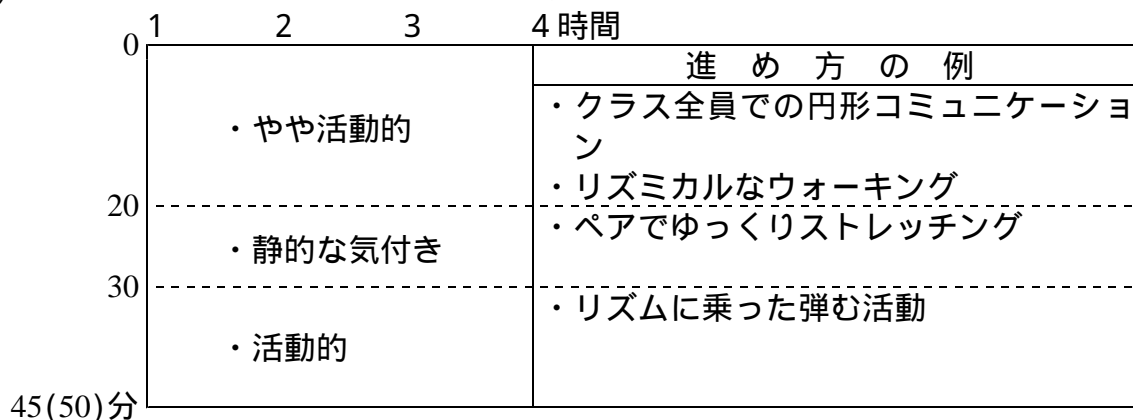 1 2 3 4時間
0
進め方の例
・やや活動的
・クラス全員での円形コミュニケーショ
ン
・リズミカルなウォーキング
20
・静的な気付き
・ペアでゆっくりストレッチング
30
・活動的
・リズムに乗った弾む活動
45(50)分